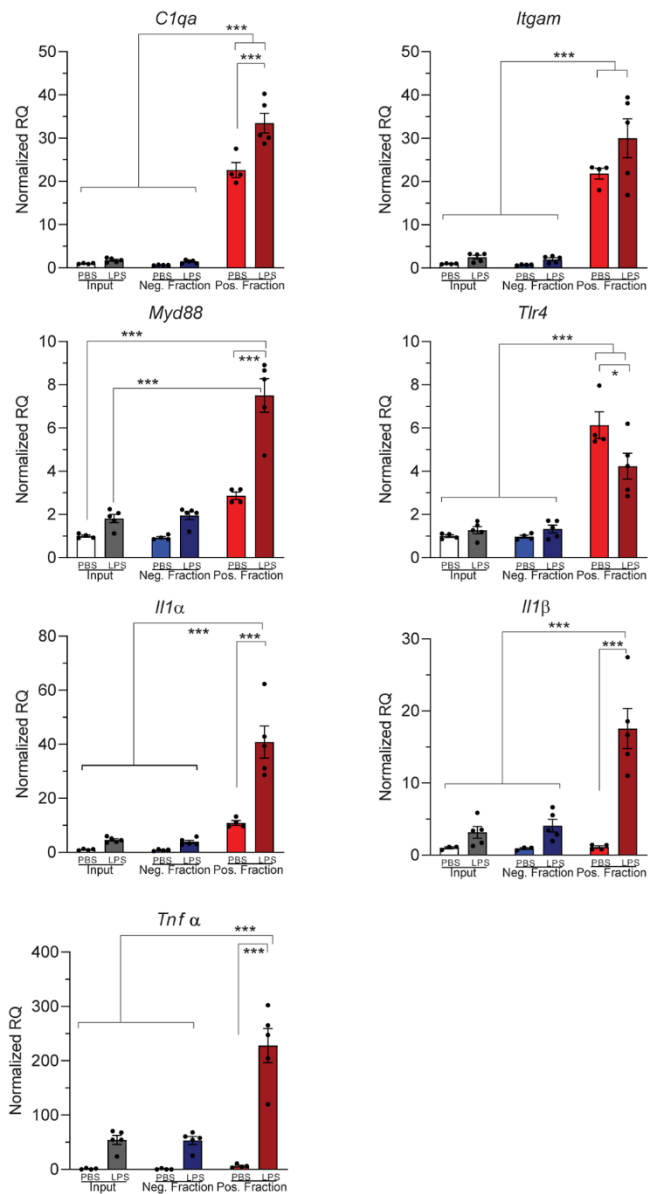 C1qa
***
***
Normalized RQ
50
40
30
20
10
0
PBS LPS PBS LPS PBS LPS
Input Neg. Fraction Pos. Fraction
Itgam
***
Normalized RQ
50
40
30
20
10
0
PBS LPS PBS LPS PBS LPS
Input Neg. Fraction Pos. Fraction
Myd88
***
***
***
Normalized RQ
10
8
6
4
2
0
PBS LPS PBS LPS PBS LPS
Input Neg. Fraction Pos. Fraction
Tlr4
***
*
Normalized RQ
10
8
6
4
2
0
PBS LPS PBS LPS PBS LPS
Input Neg. Fraction Pos. Fraction
Il1α
***
***
Normalized RQ
80
60
40
20
0
PBS LPS PBS LPS PBS LPS
Input Neg. Fraction Pos. Fraction
Il1β
***
***
Normalized RQ
30
20
10
0
PBS LPS PBS LPS PBS LPS
Input Neg. Fraction Pos. Fraction
Tnf α
***
***
Normalized RQ
400
300
200
100
0
PBS LPS PBS LPS PBS LPS
Input Neg. Fraction Pos. Fraction